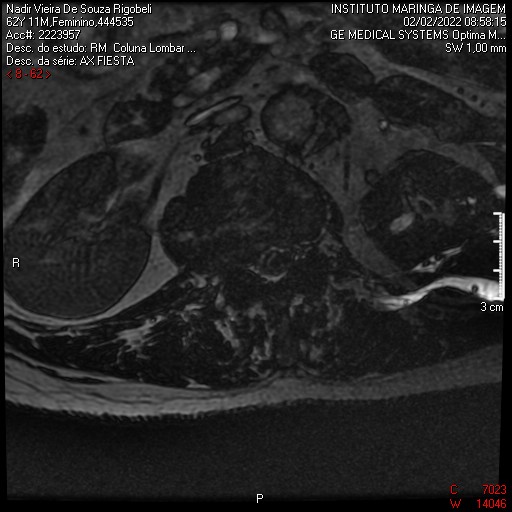 Nadir Vieira De Souza Rigobeli
62Y 11M,Feminino,444535
Acc#: 2223957
Desc. do estudo: RM Coluna Lombar ...
Desc. da série: AX FIESTA
< 8 - 62 >
INSTITUTO MARINGA DE IMAGEM
02/02/2022 08:58:15
GE MEDICAL SYSTEMS Optima M...
SW 1,00 mm
R
3 cm
P
C 7023
W 14046